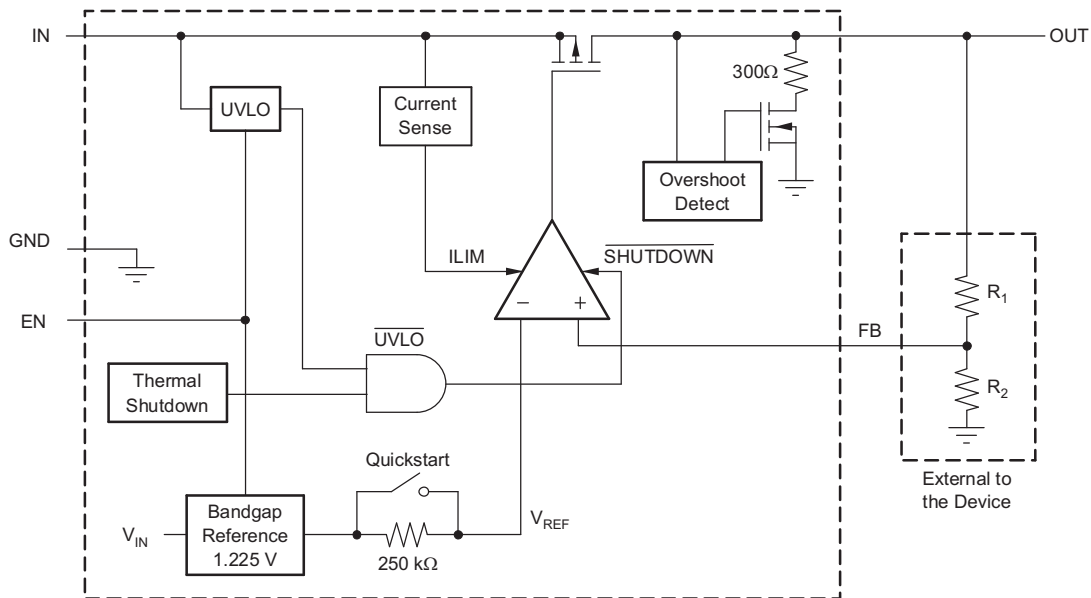 IN
OUT
300Ω
UVLO
Current
Sense
Overshoot
Detect
GND
ILIM
SHUTDOWN
− +
R1
EN
UVLO
FB
Thermal
Shutdown
R2
Quickstart
External to
the Device
VIN
Bandgap
Reference
1.225 V
VREF
250 kΩ